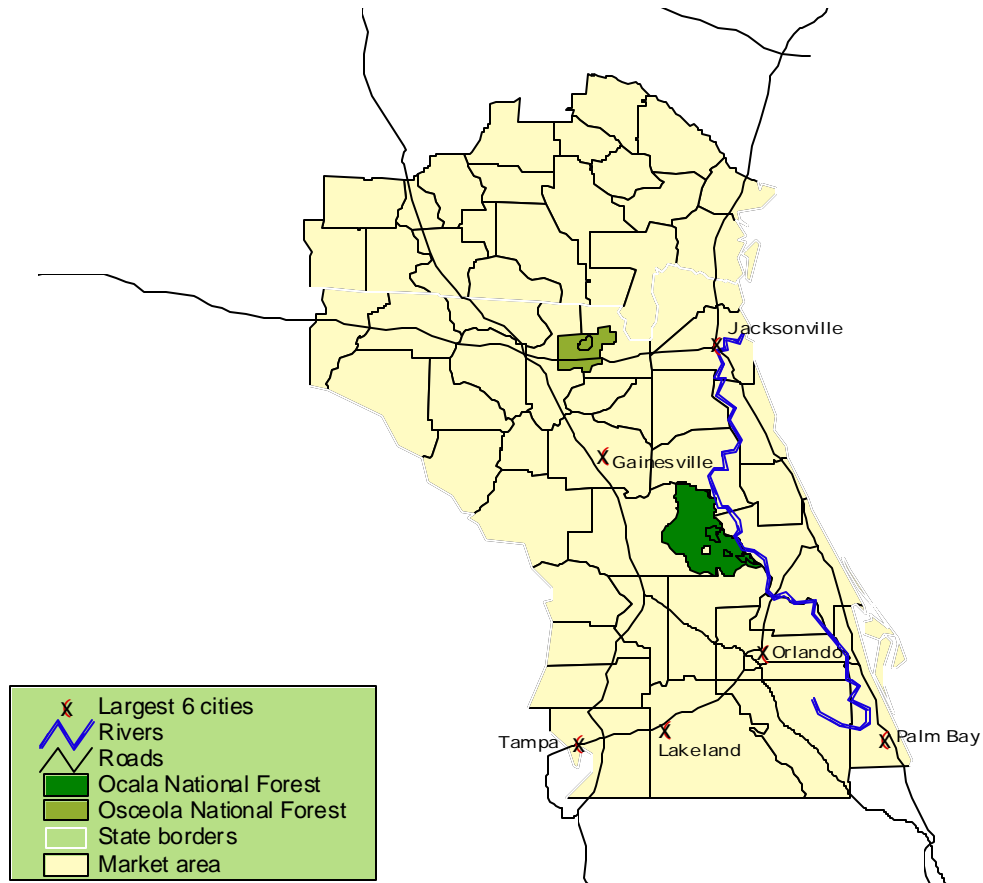 Jacksonville
Gainesville
Orlando
Tampa
Lakeland
Palm Bay
Largest 6 cities
Rivers
Roads
Ocala National Forest
Osceola National Forest
State borders
Market area